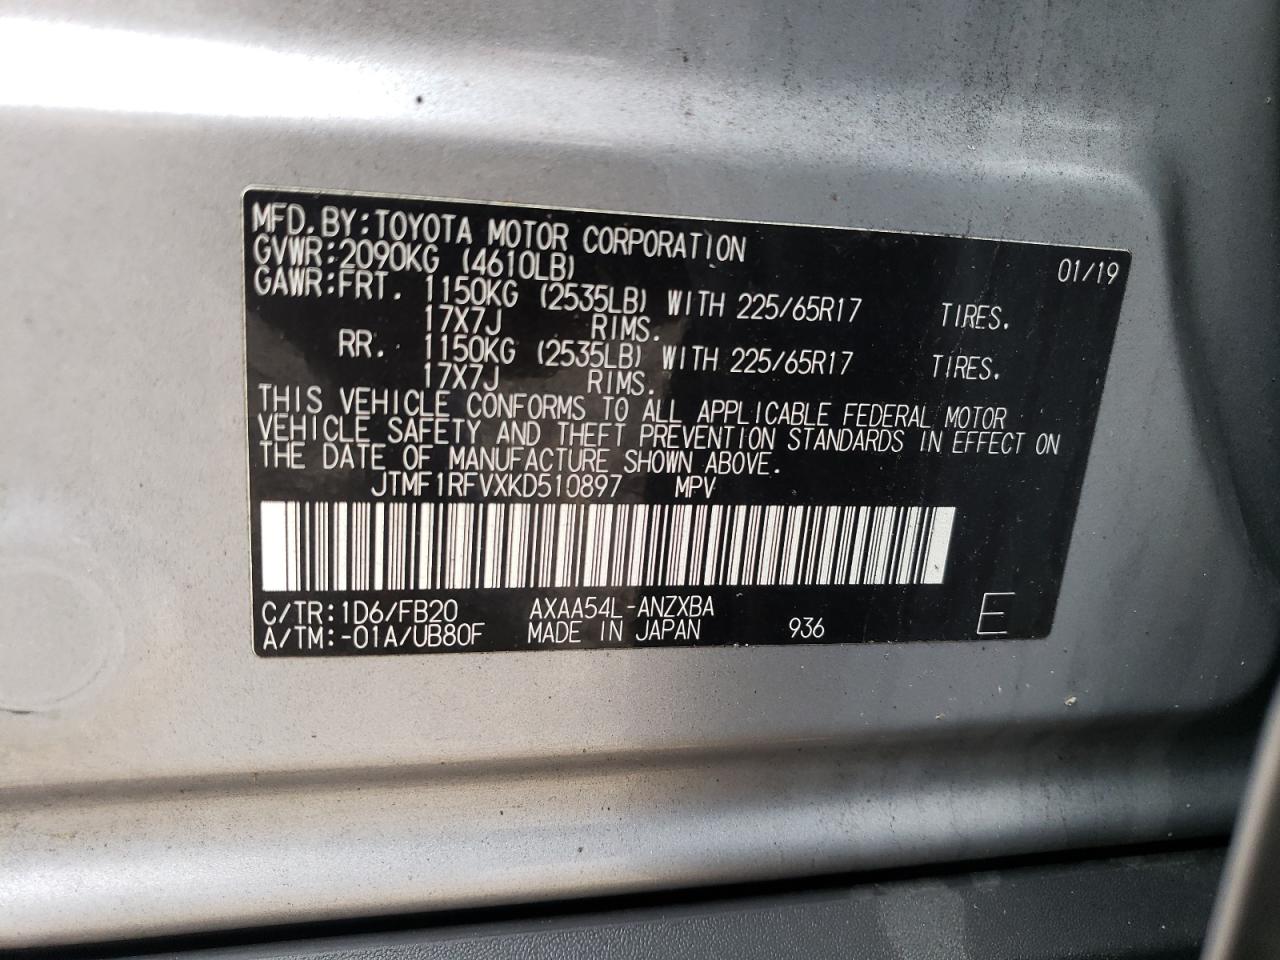 MFD.BY:TOYOTA MOTOR CORPORATION 01/19
GVWR:2090KG (4610LB)
GAWR:FRT. 1150KG (2535LB) WITH 225/65R17 TIRES.
17X7J RIMS.
RR. 1150KG (2535LB) WITH 225/65R17 TIRES.
17X7J RIMS.
THIS VEHICLE CONFORMS TO ALL APPLICABLE FEDERAL MOTOR
VEHICLE SAFETY AND THEFT PREVENTION STANDARDS IN EFFECT ON
THE DATE OF MANUFACTURE SHOWN ABOVE.
JTMF1RFVXKD510897 MPV
C/TR:1D6/FB20 AXAA54L-ANZXBA
A/TM:-01A/UB80F MADE IN JAPAN 936 E